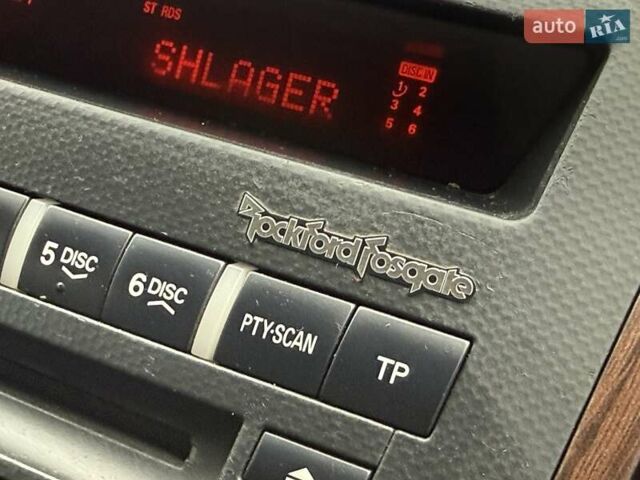 ST RDS
auto RIA
.com
SHLAGER
DISC IN
1 2
3 4
5 6
Rockford Fosgate
5 DISC
6 DISC
PTY·SCAN
TP